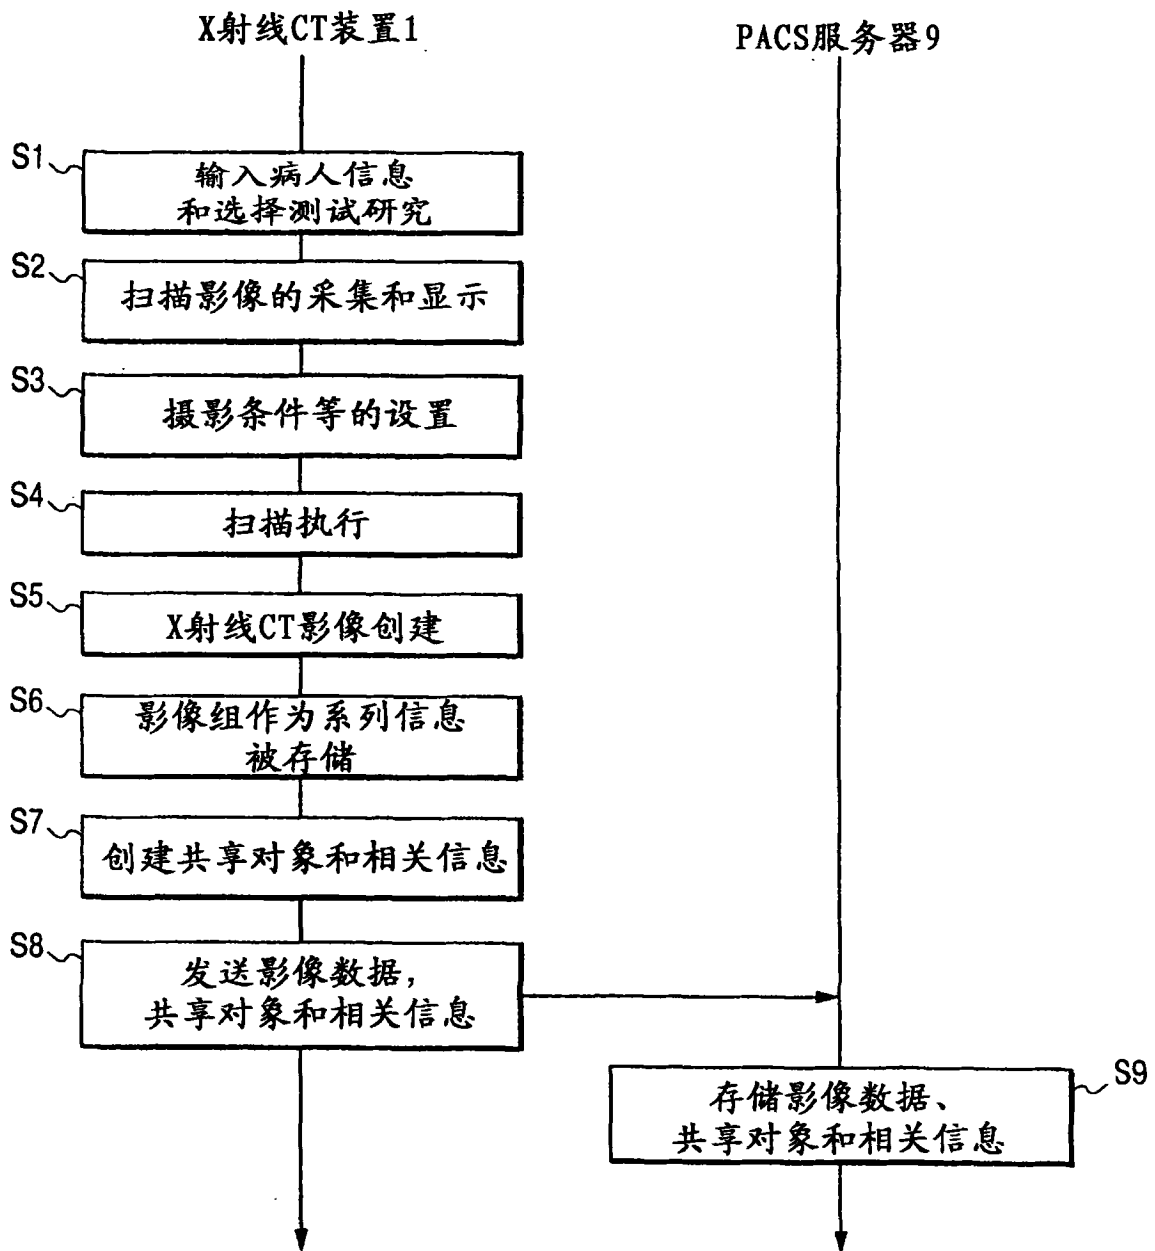 X射线CT装置1
PACS服务器9
S1
输入病人信息
和选择测试研究
S2
扫描影像的采集和显示
S3
摄影条件等的设置
S4
扫描执行
S5
X射线CT影像创建
S6
影像组作为系列信息
被存储
S7
创建共享对象和相关信息
S8
发送影像数据，
共享对象和相关信息
S9
存储影像数据、
共享对象和相关信息